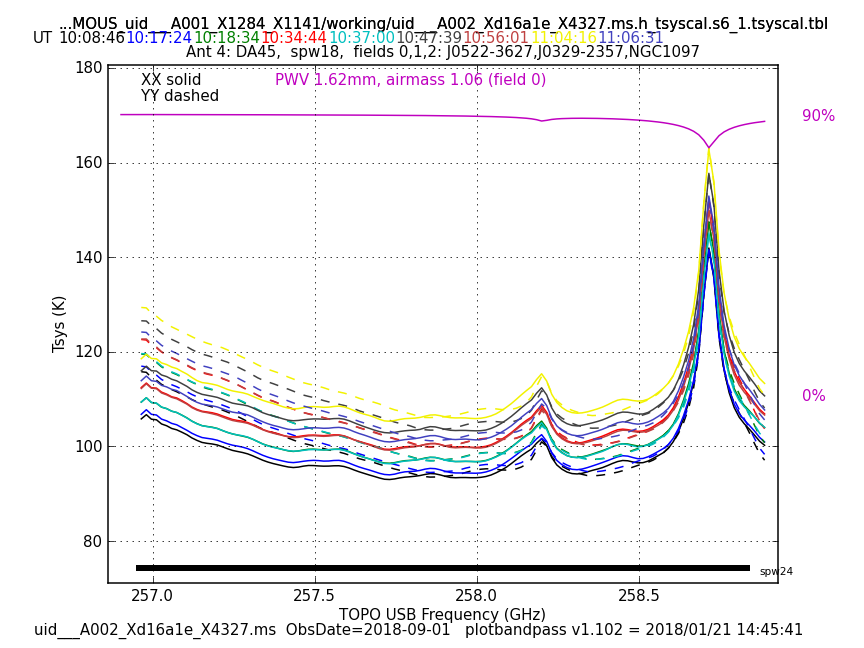 ...MOUS_uid___A001_X1284_X1141/working/uid___A002_Xd16a1e_X4327.ms.h_tsyscal.s6_1.tsyscal.tbl
UT 10:08:46 10:17:24 10:18:34 10:34:44 10:37:00 10:47:39 10:56:01 11:04:16 11:06:31
Ant 4: DA45,  spw18,  fields 0,1,2: J0522-3627,J0329-2357,NGC1097
XX solid
YY dashed
PWV 1.62mm, airmass 1.06 (field 0)
180
160
140
120
100
80
Tsys (K)
90%
0%
spw24
257.0 257.5 258.0 258.5
TOPO USB Frequency (GHz)
uid___A002_Xd16a1e_X4327.ms  ObsDate=2018-09-01   plotbandpass v1.102 = 2018/01/21 14:45:41